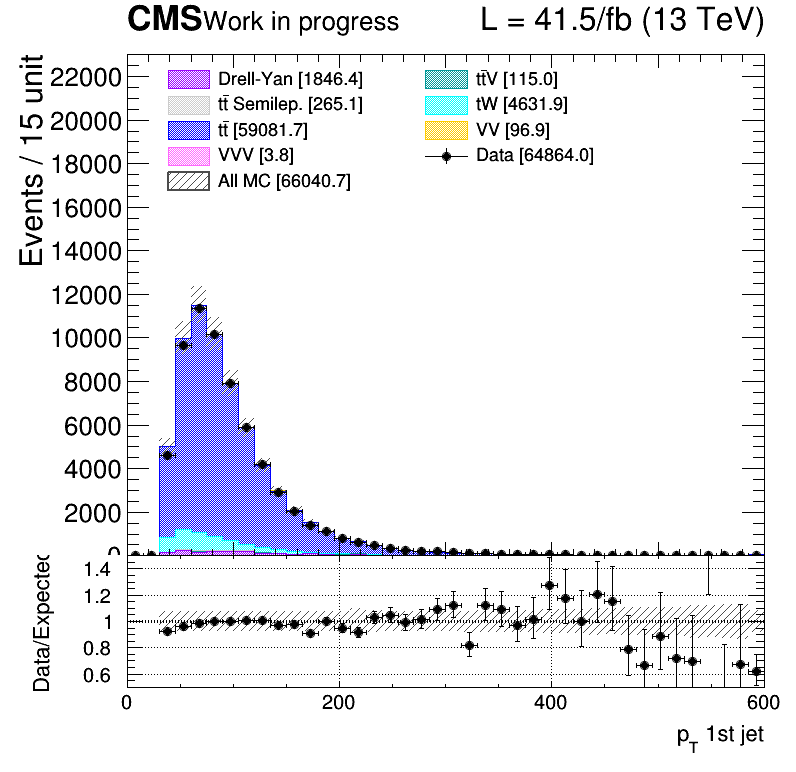 CMS Work in progress L = 41.5/fb (13 TeV)
Events / 15 unit
22000
20000
18000
16000
14000
12000
10000
8000
6000
4000
2000
0
Drell-Yan [1846.4]
tt̄ Semilep. [265.1]
tt̄ [59081.7]
VVV [3.8]
All MC [66040.7]
tt̄V [115.0]
tW [4631.9]
VV [96.9]
Data [64864.0]
Data/Expected
1.4
1.2
1
0.8
0.6
0 200 400 600
p_T 1st jet